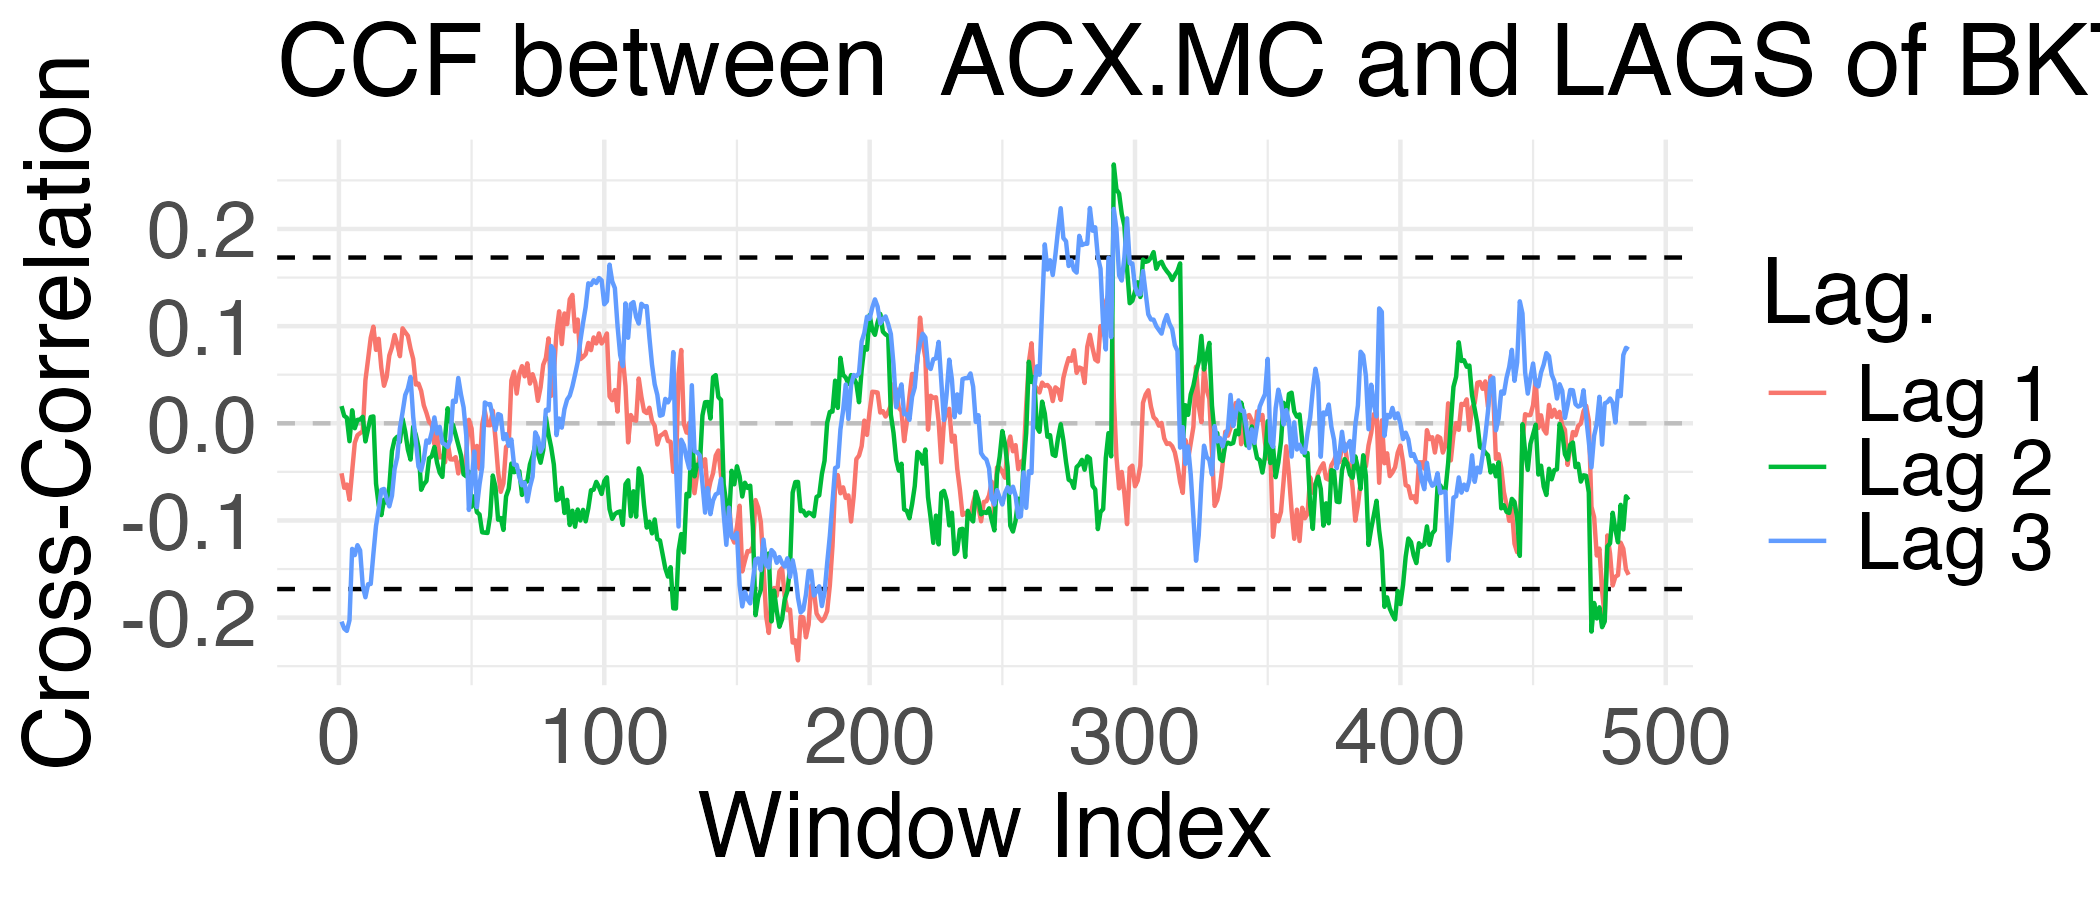 CCF between  ACX.MC and LAGS of BKT
Cross-Correlation
0.2
0.1
0.0
-0.1
-0.2
0 100 200 300 400 500
Window Index
Lag.
Lag 1
Lag 2
Lag 3